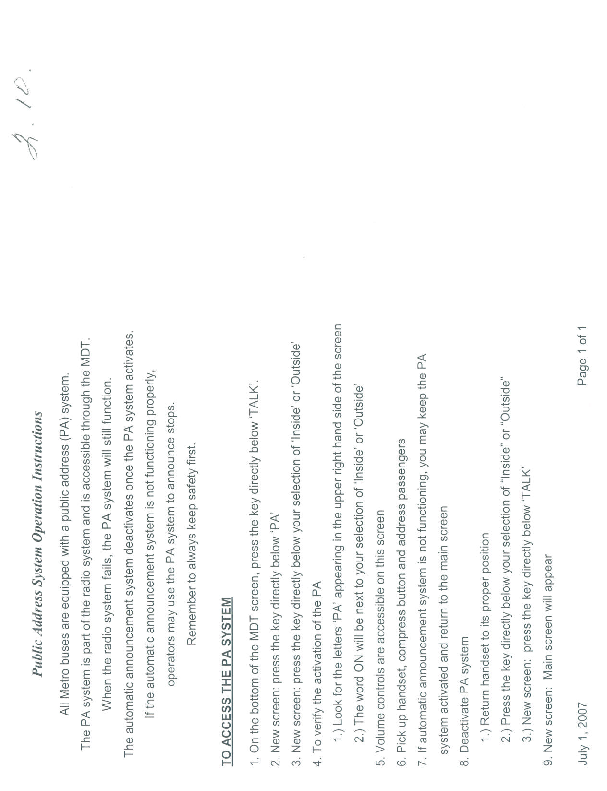 3.10.
Public Address System Operation Instructions
All Metro buses are equipped with a public address (PA) system.
The PA system is part of the radio system and is accessible through the MDT.
When the radio system fails, the PA system will still function.
The automatic announcement system deactivates once the PA system activates.
If the automatic announcement system is not functioning properly,
operators may use the PA system to announce stops.
Remember to always keep safety first.
TO ACCESS THE PA SYSTEM
1. On the bottom of the MDT screen, press the key directly below 'TALK'.
2. New screen: press the key directly below 'PA'
3. New screen: press the key directly below your selection of 'Inside' or 'Outside'
4. To verify the activation of the PA
1.) Look for the letters 'PA' appearing in the upper right hand side of the screen
2.) The word ON will be next to your selection of 'Inside' or 'Outside'
5. Volume controls are accessible on this screen
6. Pick up handset, compress button and address passengers
7. If automatic announcement system is not functioning, you may keep the PA
system activated and return to the main screen
8. Deactivate PA system
1.) Return handset to its proper position
2.) Press the key directly below your selection of "Inside" or "Outside"
3.) New screen: press the key directly below 'TALK'
9. New screen: Main screen will appear
July 1, 2007 Page 1 of 1